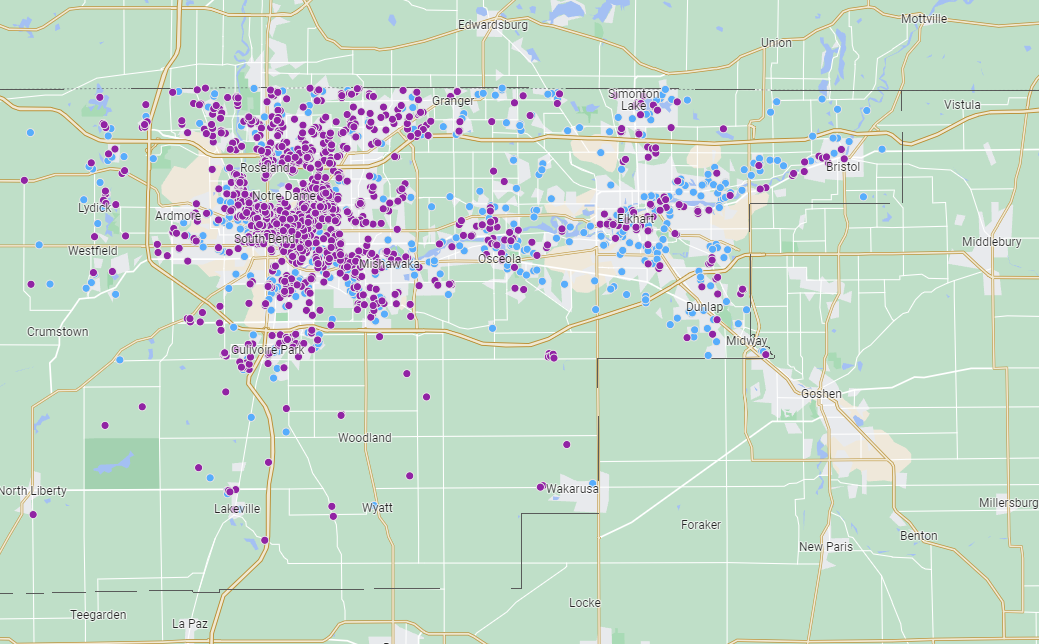 Edwardsburg
Mottville
Union
Granger
Simonton
Lake
Vistula
Roseland
Bristol
Notre Dame
Lydick
Ardmore
Elkhart
South Bend
Middlebury
Westfield
Mishawaka
Osceola
Dunlap
Crumstown
Gulivoire Park
Midway
Goshen
Woodland
North Liberty
Wakarusa
Lakeville
Wyatt
Millersburg
Foraker
New Paris
Benton
Locke
Teegarden
La Paz